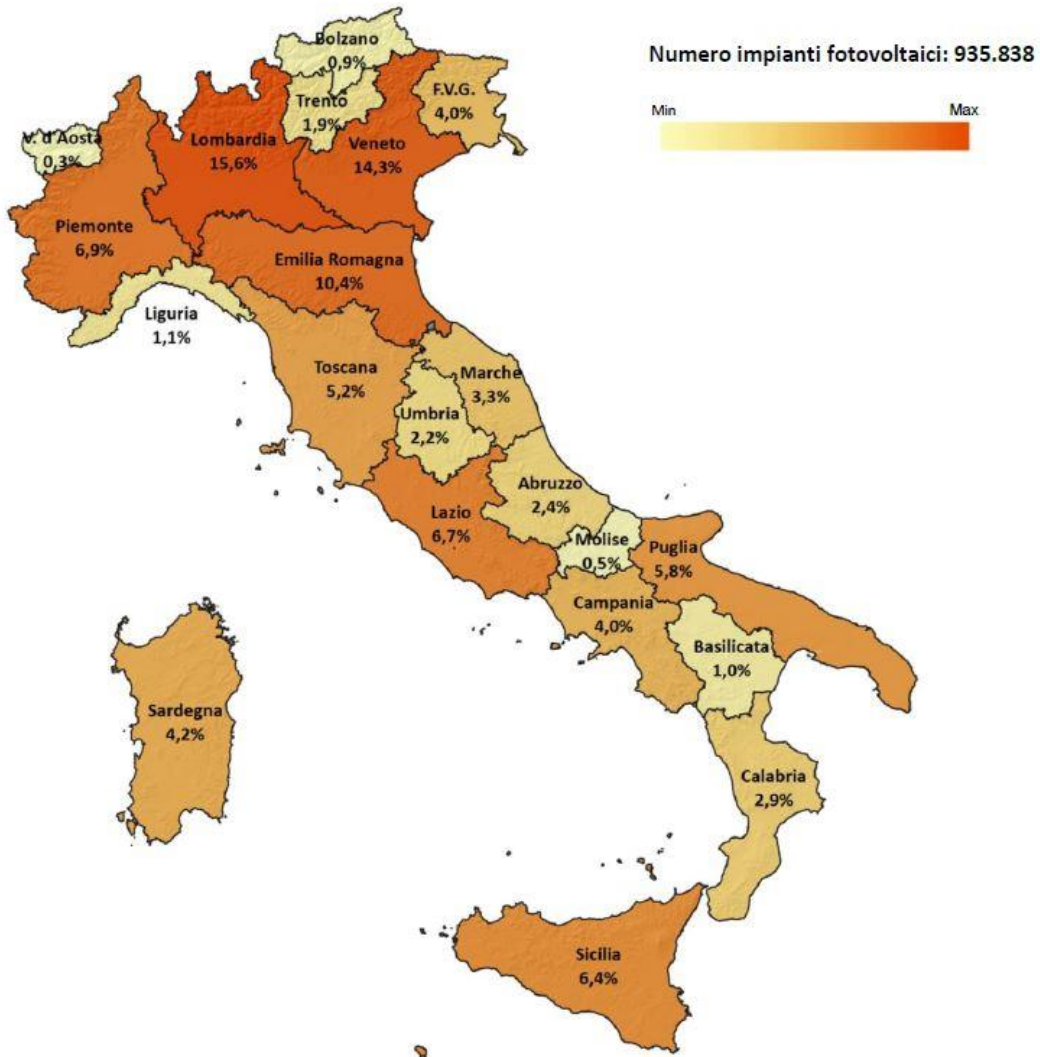 Numero impianti fotovoltaici: 935.838
Min
Max
Bolzano
0,9%
Trento
1,9%
F.V.G.
4,0%
V. d'Aosta
0,3%
Lombardia
15,6%
Veneto
14,3%
Piemonte
6,9%
Emilia Romagna
10,4%
Liguria
1,1%
Toscana
5,2%
Marche
3,3%
Umbria
2,2%
Lazio
6,7%
Abruzzo
2,4%
Molise
0,5%
Puglia
5,8%
Campania
4,0%
Basilicata
1,0%
Sardegna
4,2%
Calabria
2,9%
Sicilia
6,4%